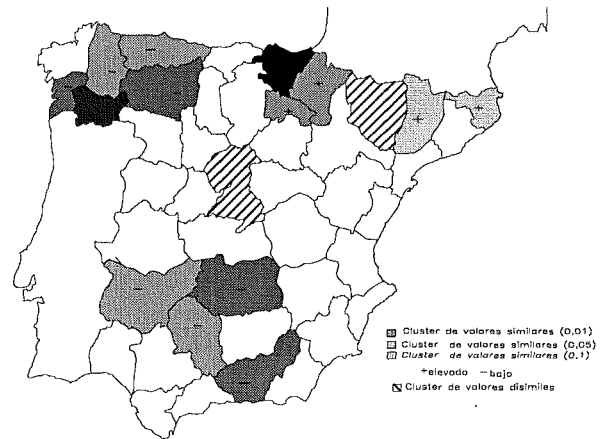 Cluster de valores similares (0,01)
Cluster de valores similares (0,05)
Cluster de valores similares (0.1)
+elevado −bajo
Cluster de valores disimiles